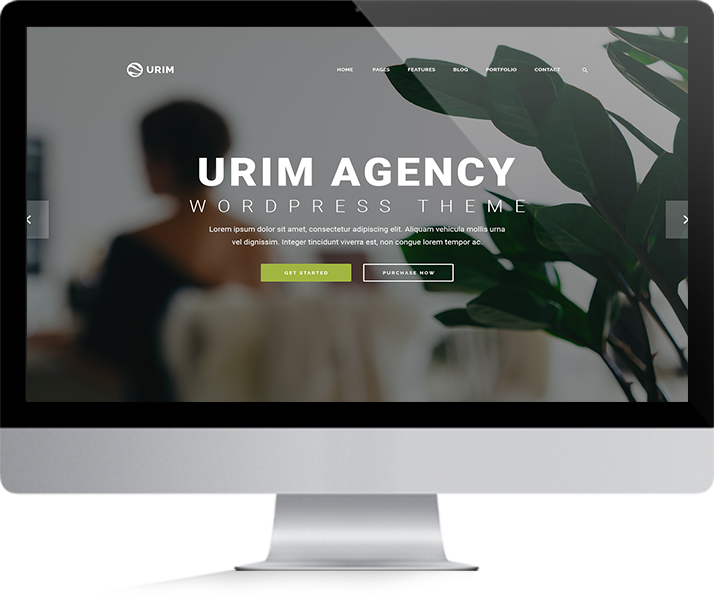 URIM
HOME PAGES FEATURES BLOG PORTFOLIO CONTACT
URIM AGENCY
WORDPRESS THEME
Lorem ipsum dolor sit amet, consectetur adipiscing elit. Aliquam vehicula mollis urna
vel dignissim. Integer tincidunt viverra est, non congue lorem tempor ac.
GET STARTED PURCHASE NOW